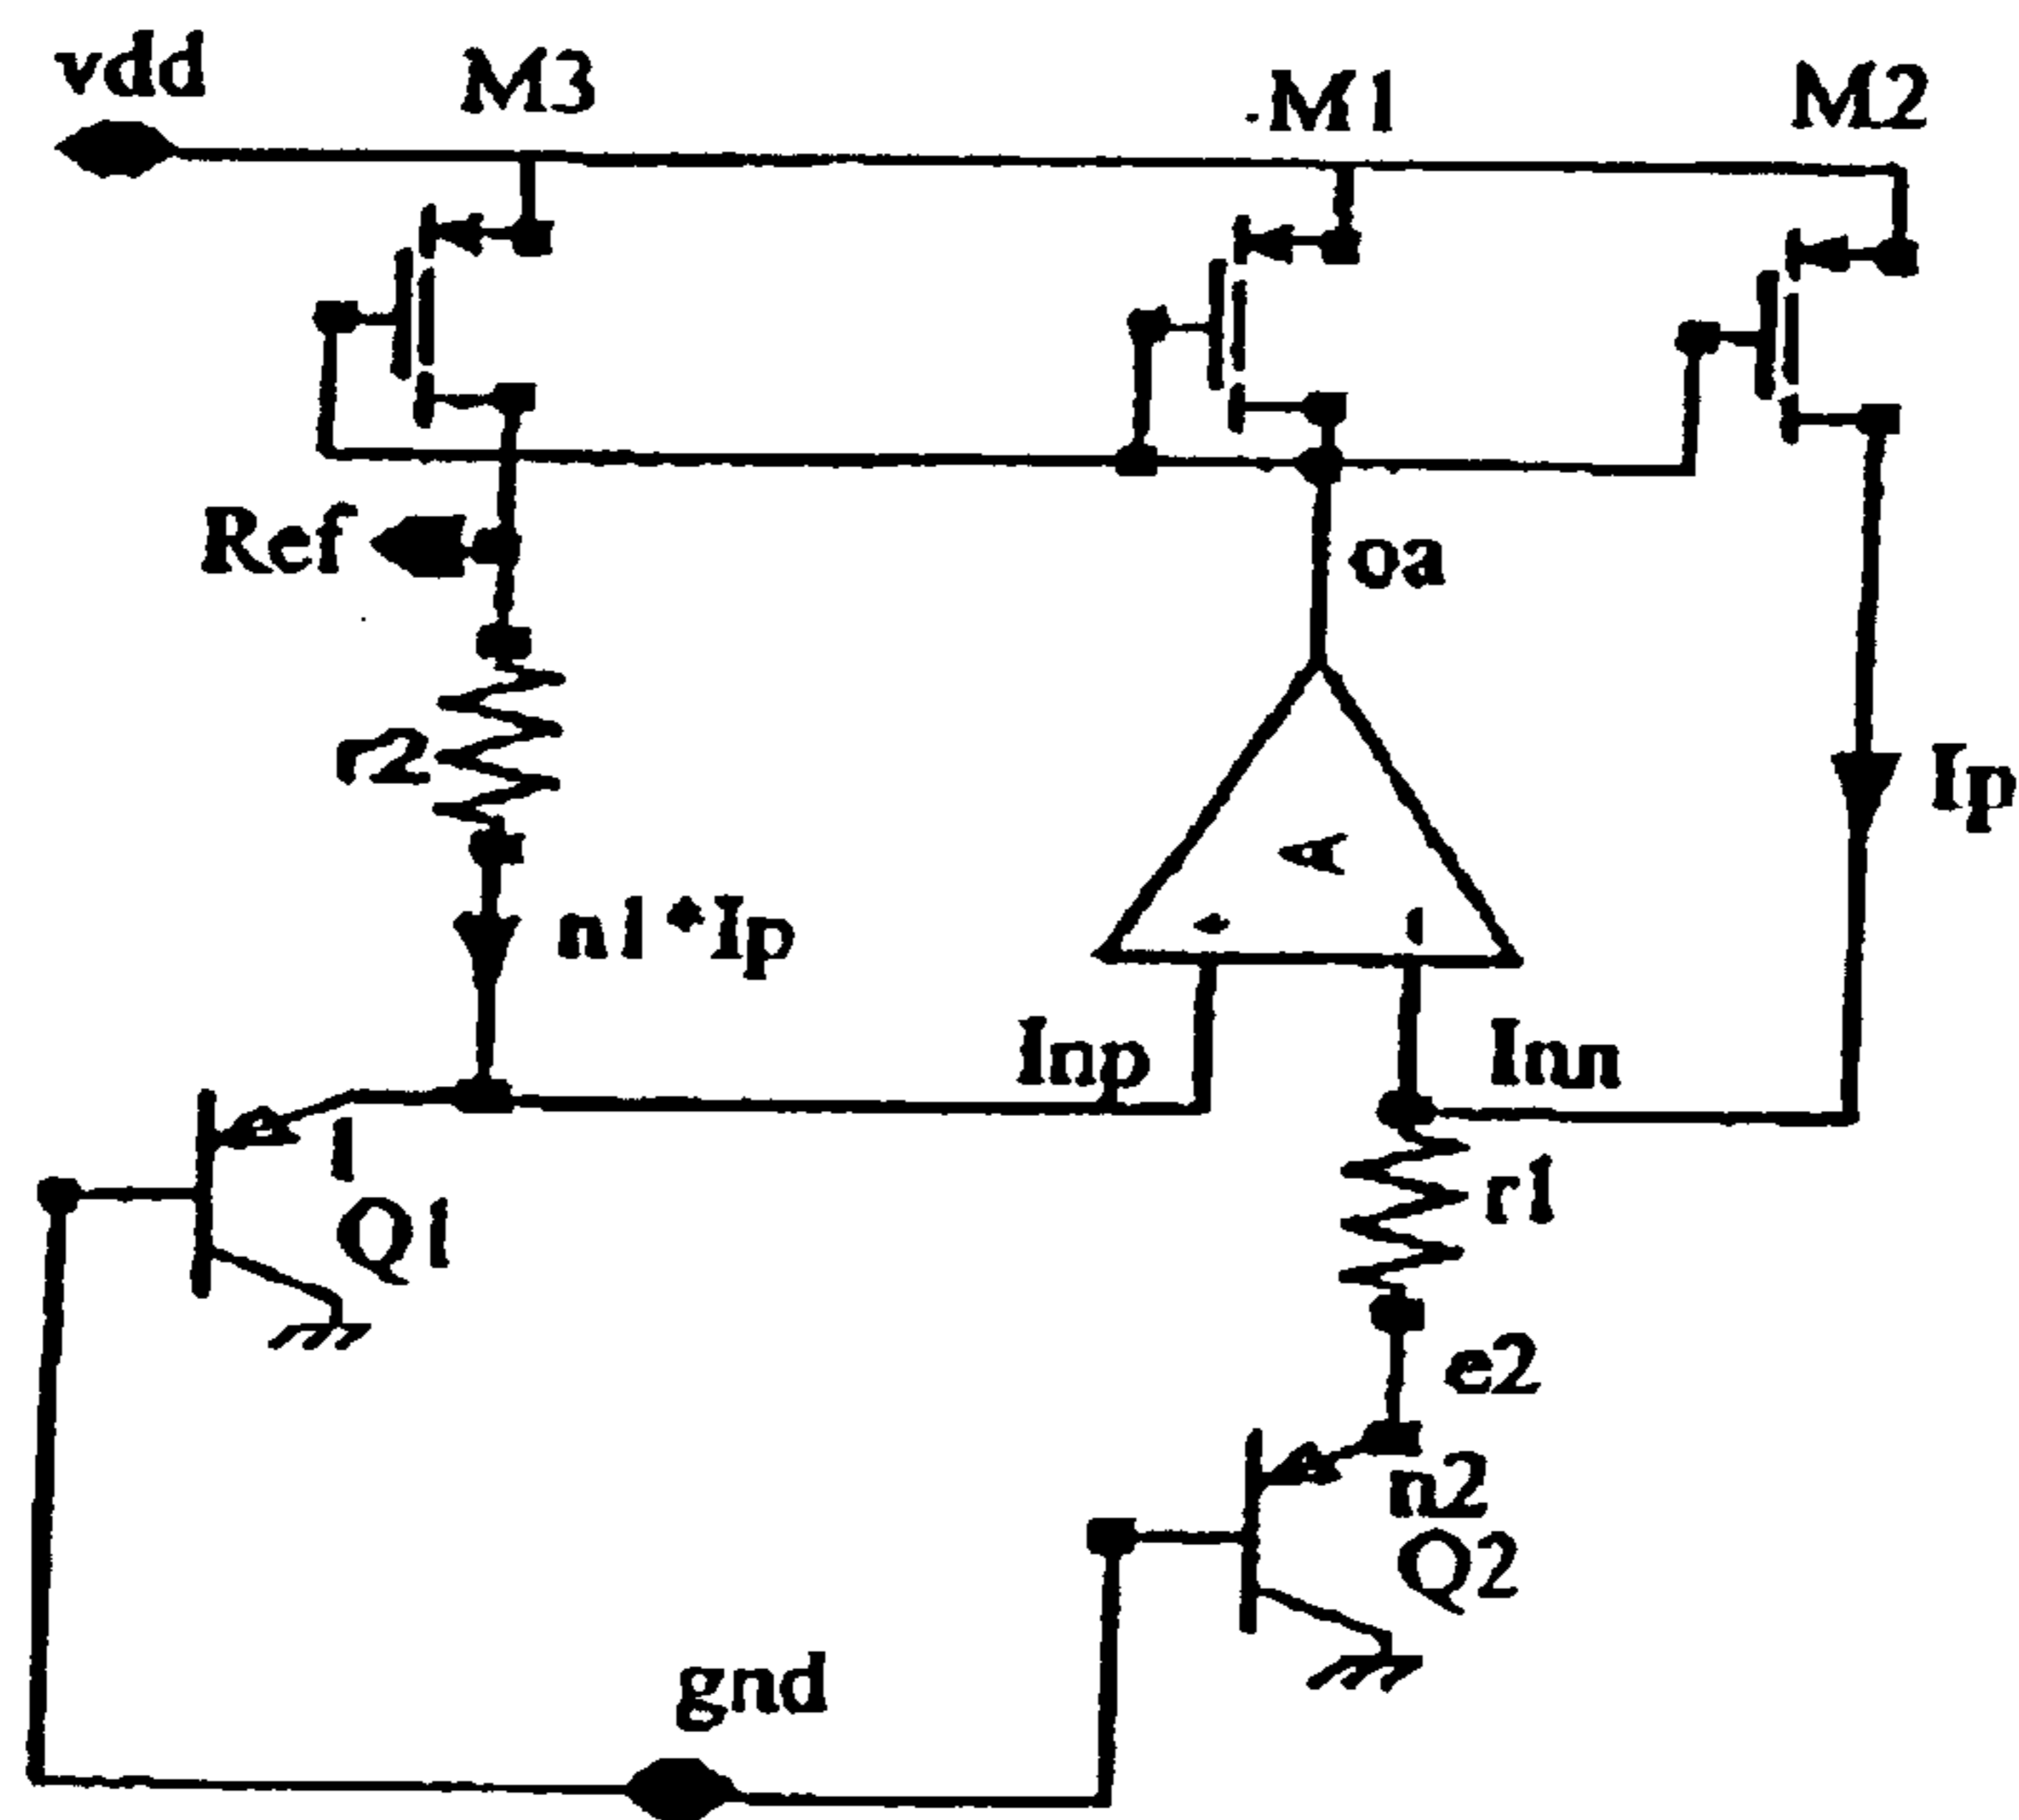 vdd
M3
M1
M2
Ref
oa
r2
Ip
A
n1*Ip
Inp
Inn
1
Q1
r1
e2
n2
Q2
gnd